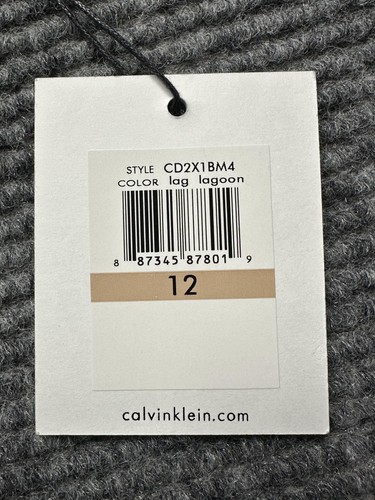 STYLE CD2X1BM4
COLOR lag lagoon
8 87345 87801 9
12
calvinklein.com